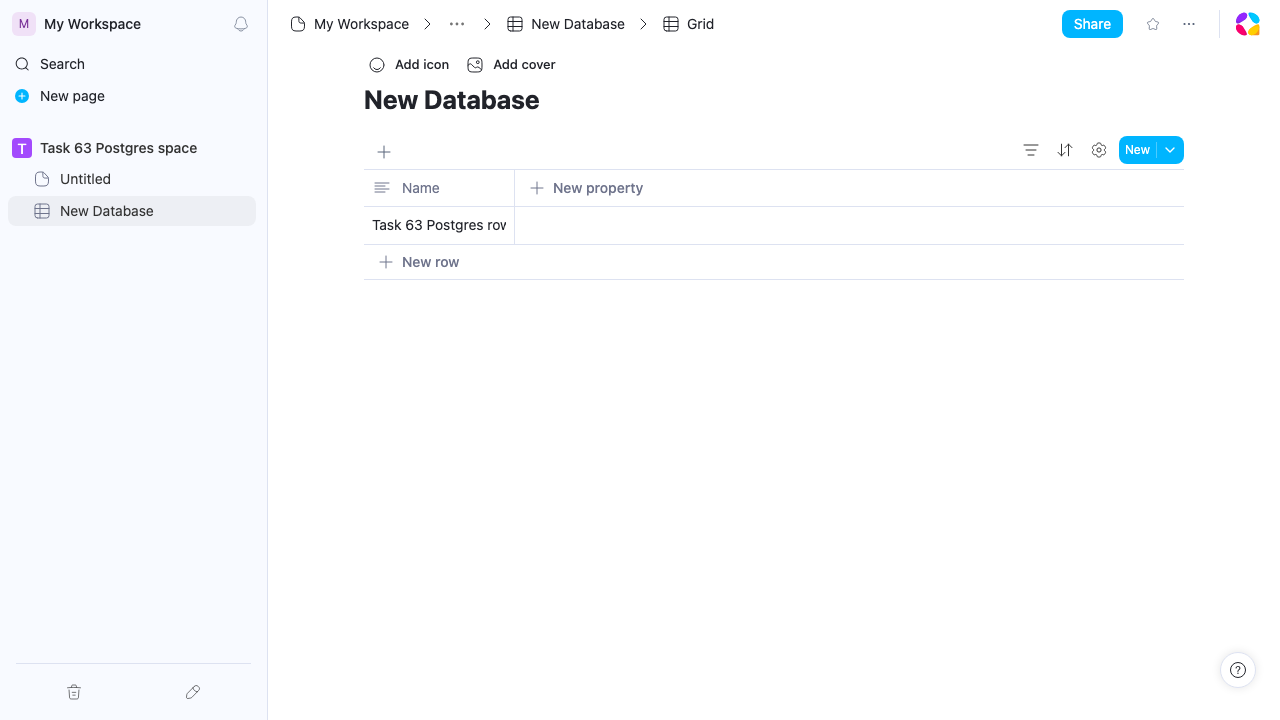 M My Workspace
Search
New page
T Task 63 Postgres space
Untitled
New Database
My Workspace
New Database
Grid
Share
Add icon
Add cover
New Database
New
Name
New property
Task 63 Postgres row
New row